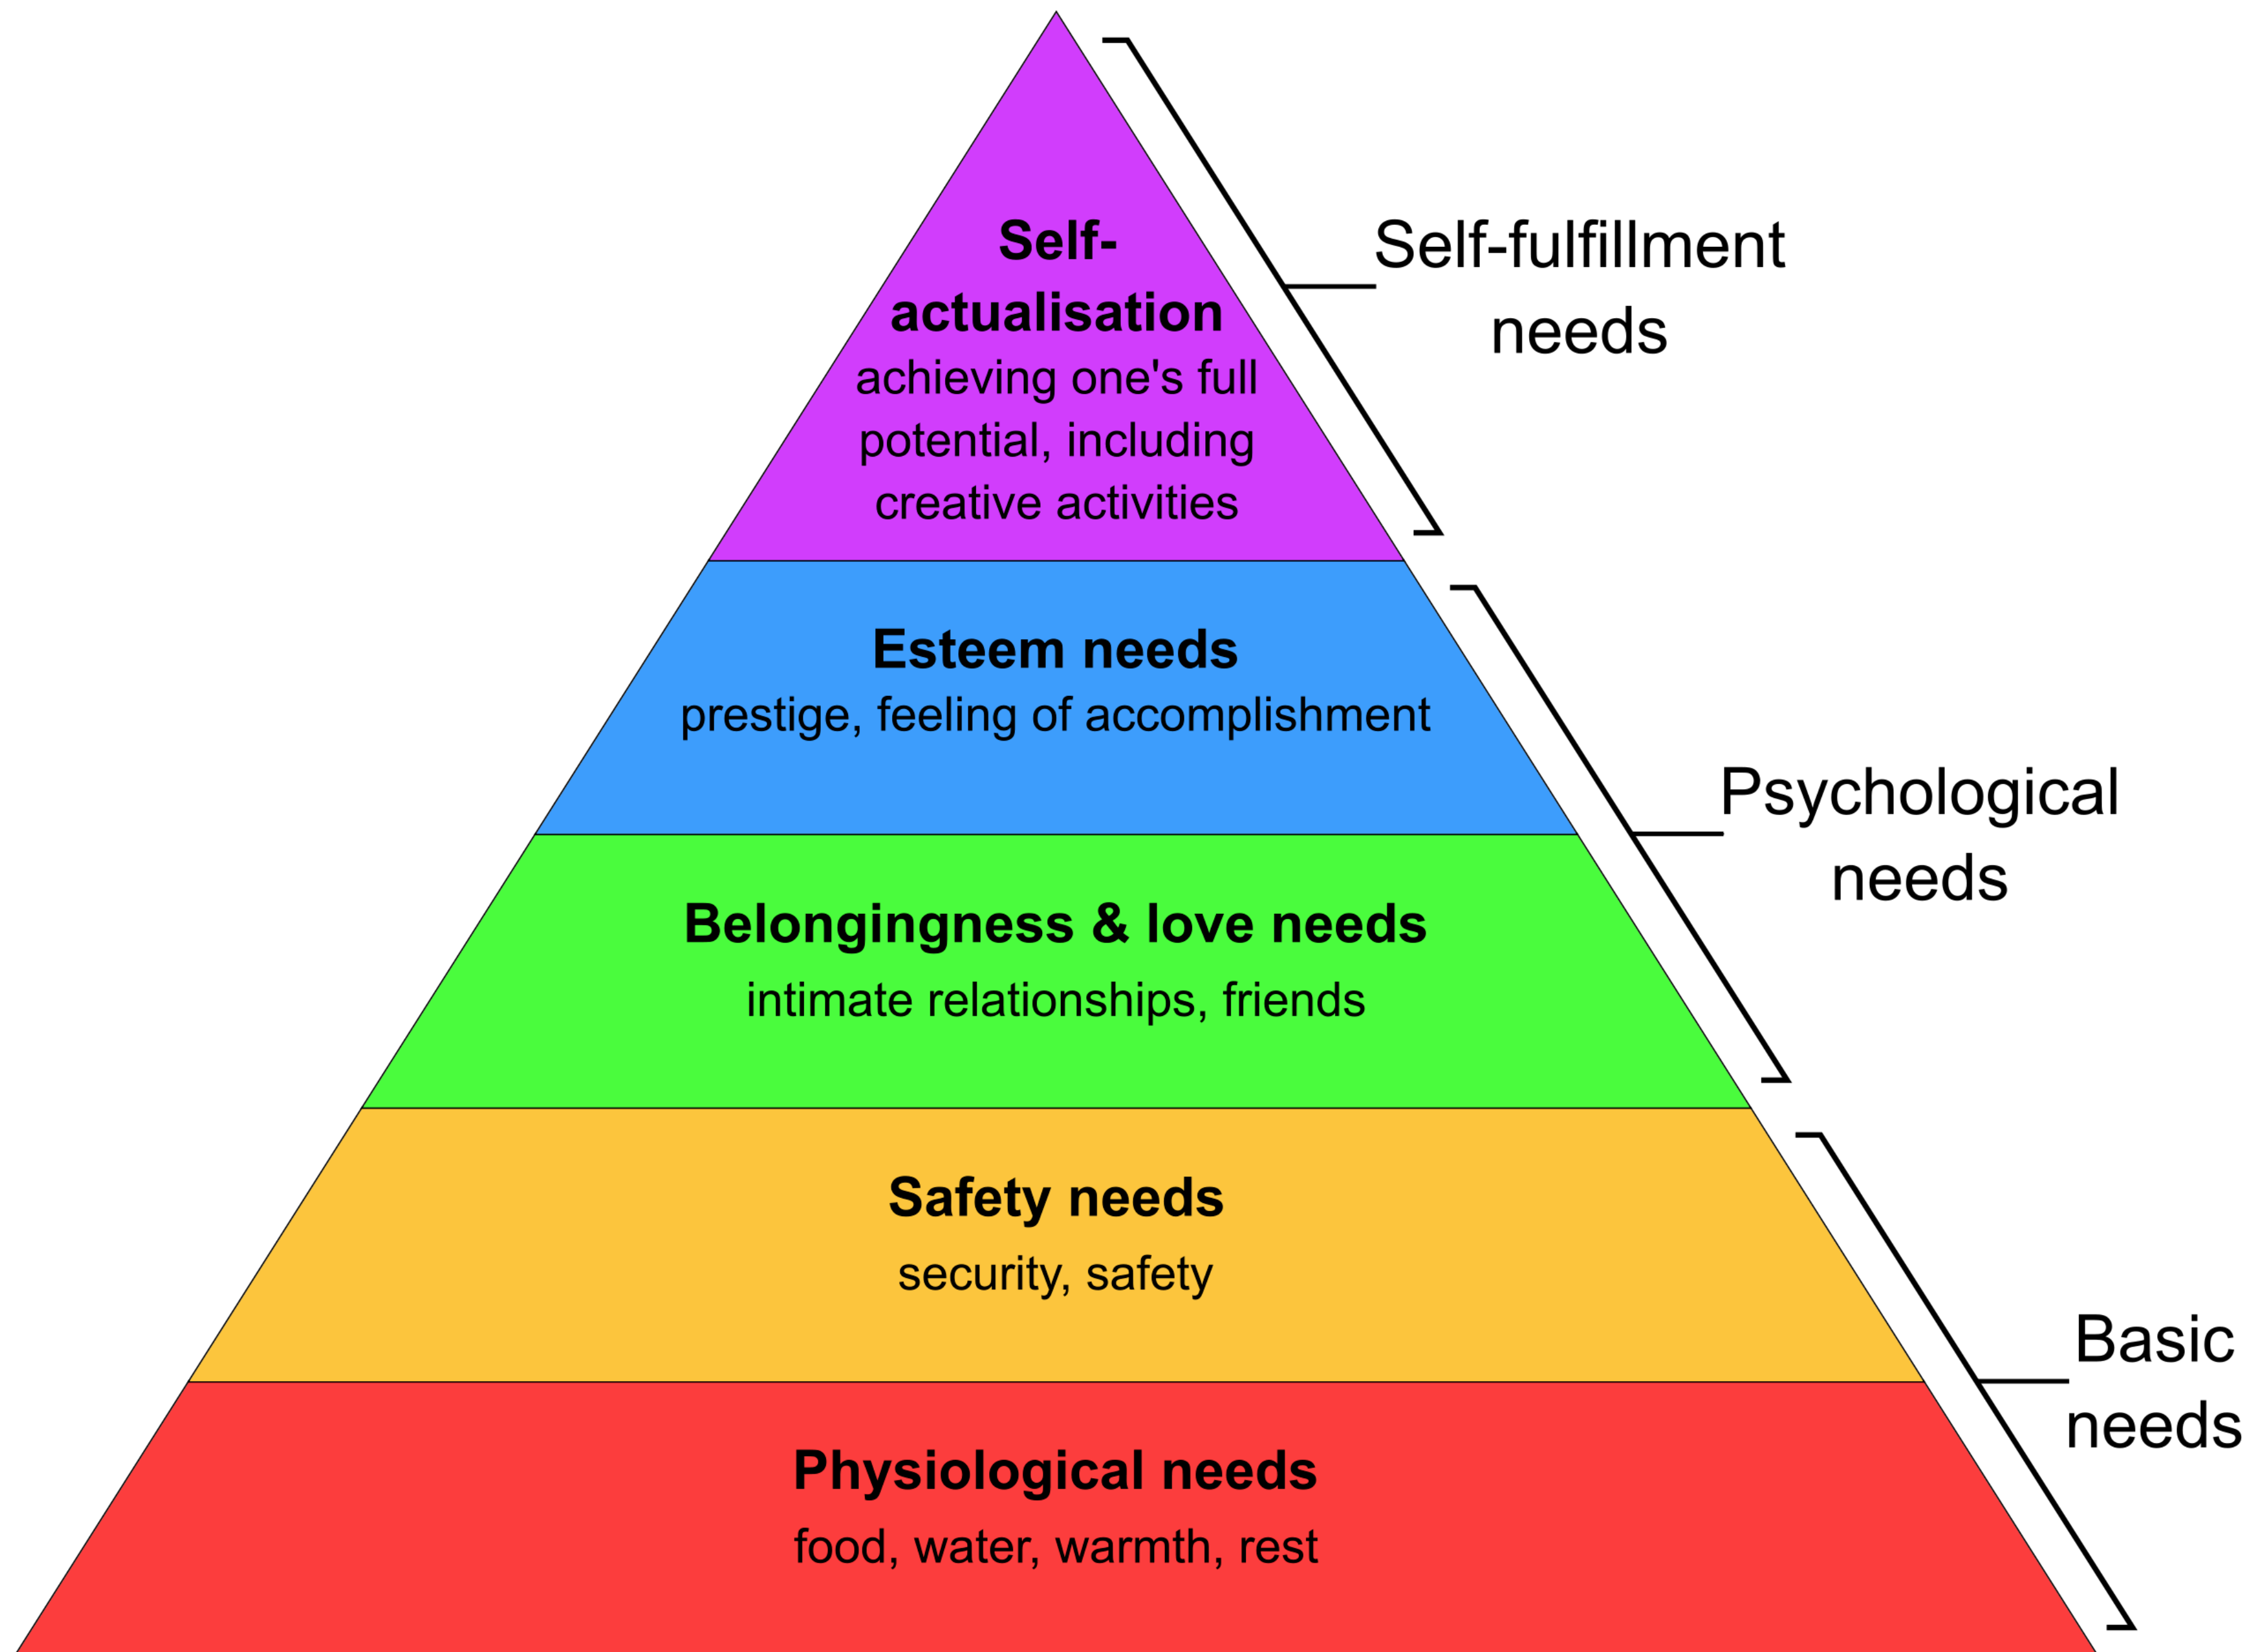 Self-
actualisation
achieving one's full
potential, including
creative activities
Self-fulfillment
needs
Esteem needs
prestige, feeling of accomplishment
Psychological
needs
Belongingness & love needs
intimate relationships, friends
Safety needs
security, safety
Basic
needs
Physiological needs
food, water, warmth, rest